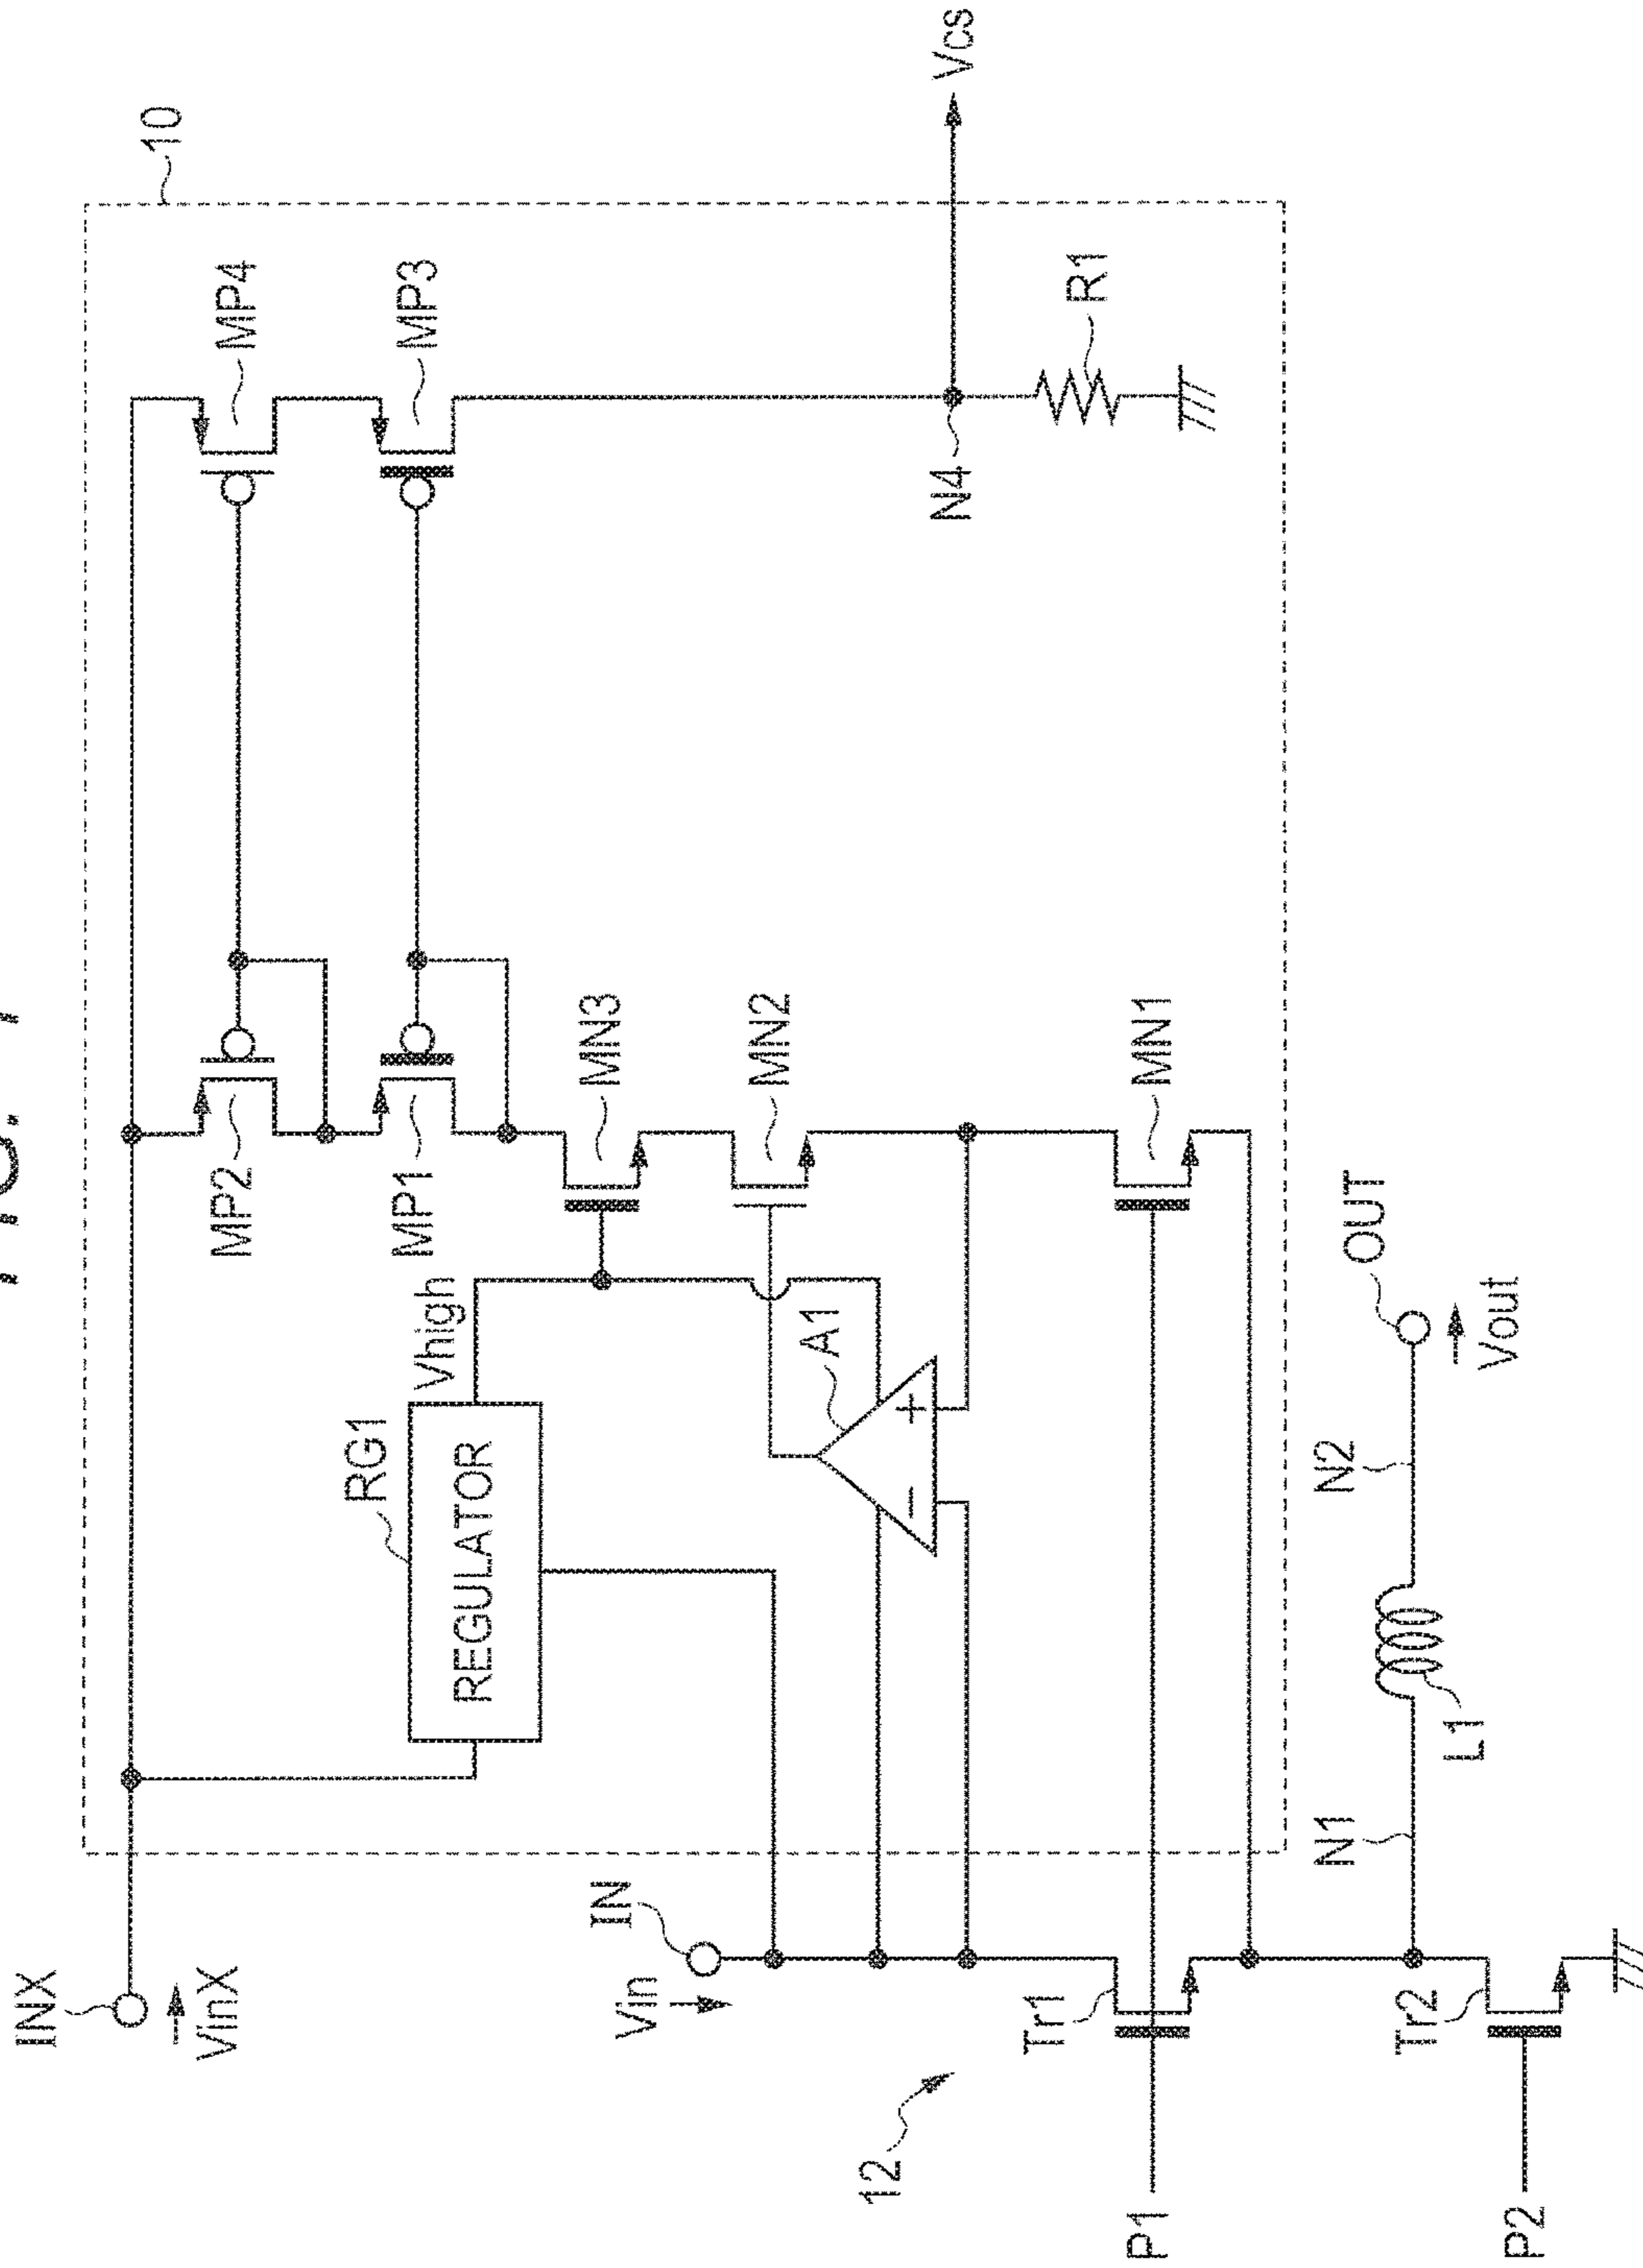 INX
VinX
10
MP2
MP4
RG1
Vhigh
MP1
MP3
REGULATOR
IN
Vin
MN3
MN2
A1
12
N4
Vcs
Tr1
R1
P1
MN1
N1
N2
OUT
Tr2
L1
Vout
P2
+
−